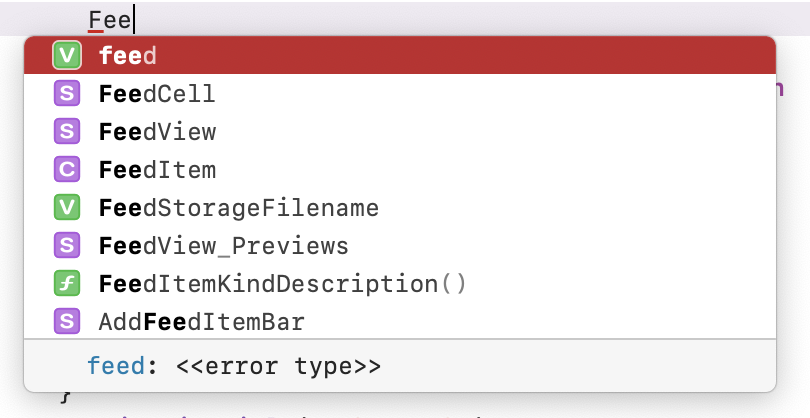 Fee
V feed
S FeedCell
S FeedView
C FeedItem
V FeedStorageFilename
S FeedView_Previews
f FeedItemKindDescription()
S AddFeedItemBar
feed: <<error type>>
}